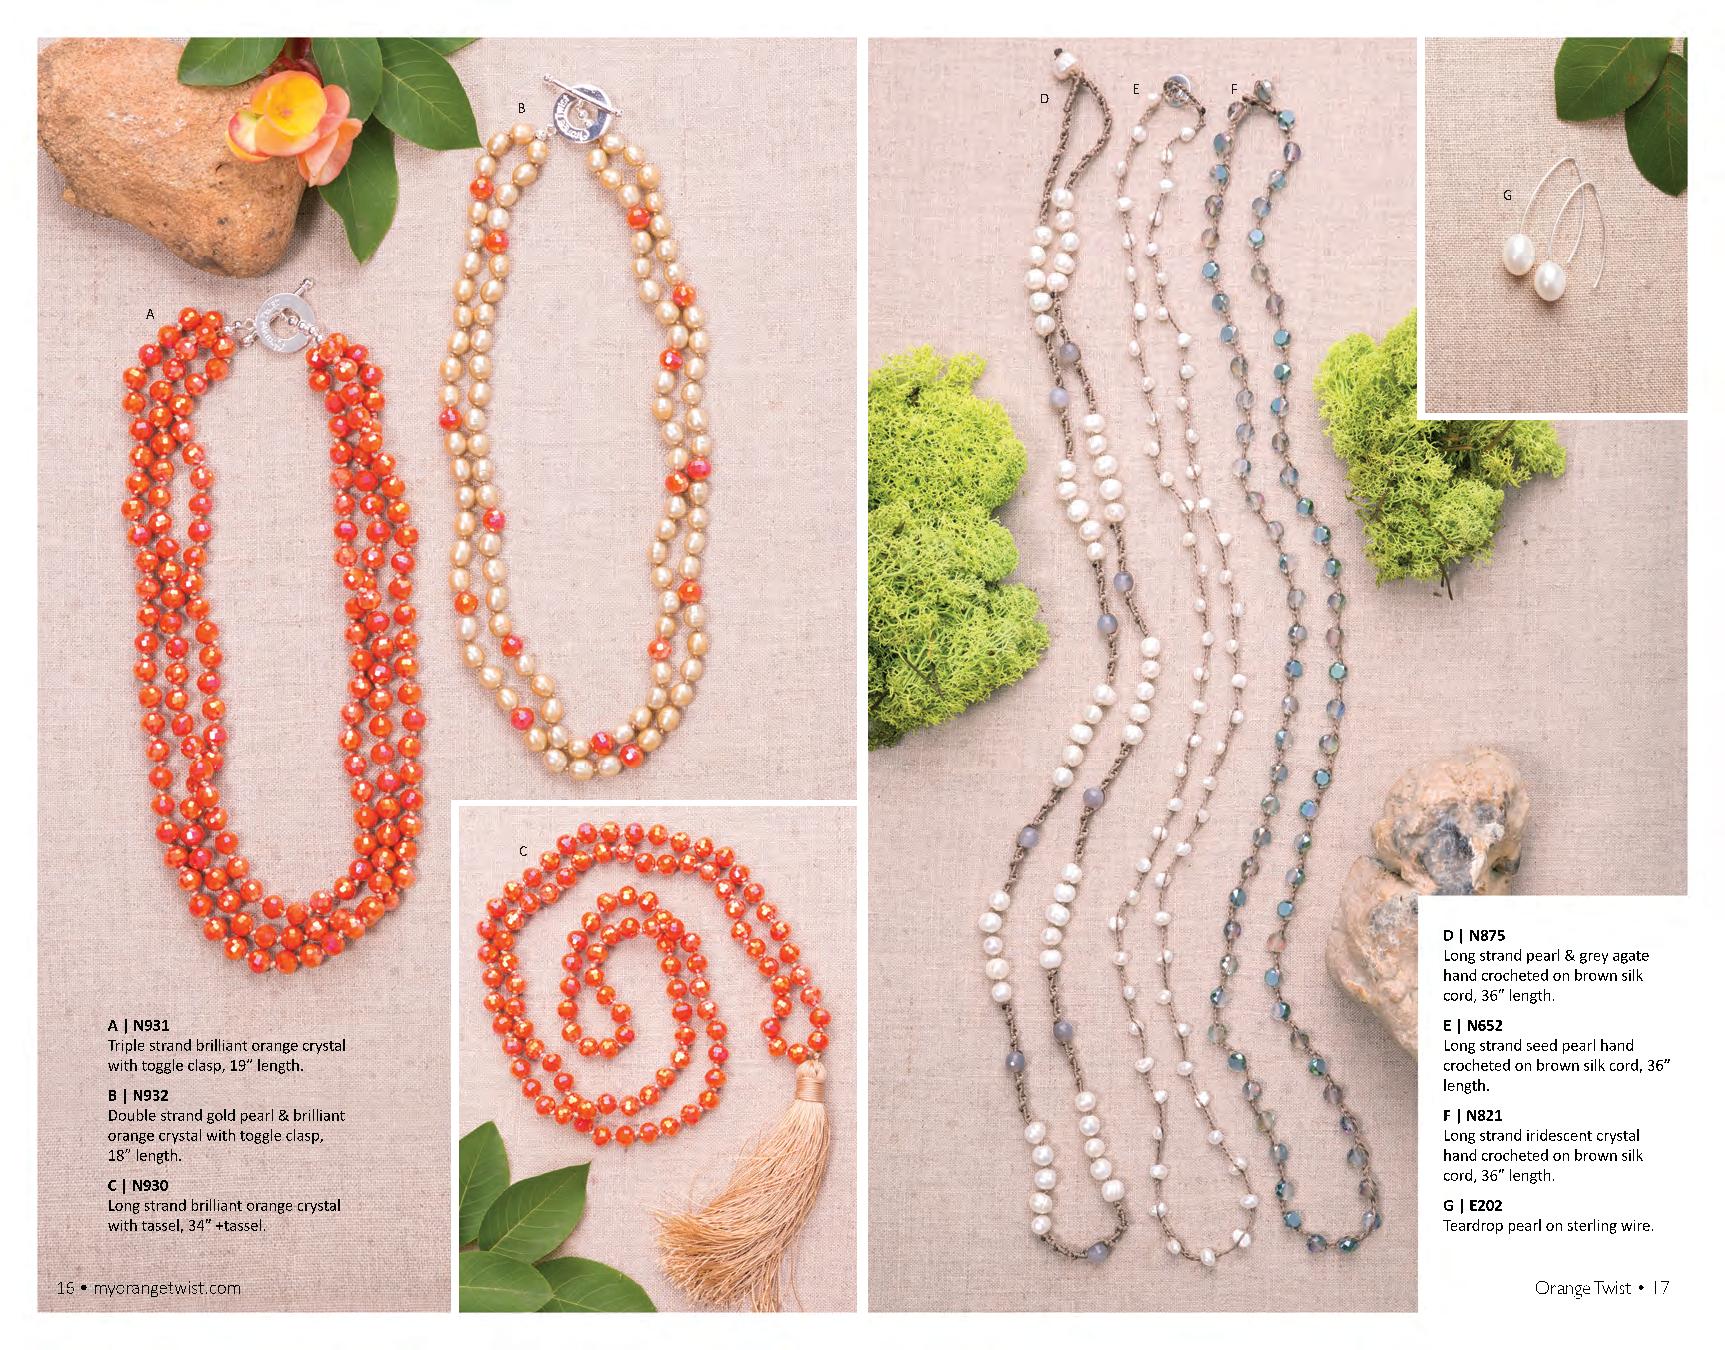 A
B
C
A | N931
Triple strand brilliant orange crystal
with toggle clasp, 19” length.
B | N932
Double strand gold pearl & brilliant
orange crystal with toggle clasp,
18” length.
C | N930
Long strand brilliant orange crystal
with tassel, 34” +tassel.
16 • myorangetwist.com
D
E
F
G
D | N875
Long strand pearl & grey agate
hand crocheted on brown silk
cord, 36” length.
E | N652
Long strand seed pearl hand
crocheted on brown silk cord, 36”
length.
F | N821
Long strand iridescent crystal
hand crocheted on brown silk
cord, 36” length.
G | E202
Teardrop pearl on sterling wire.
Orange Twist • 17